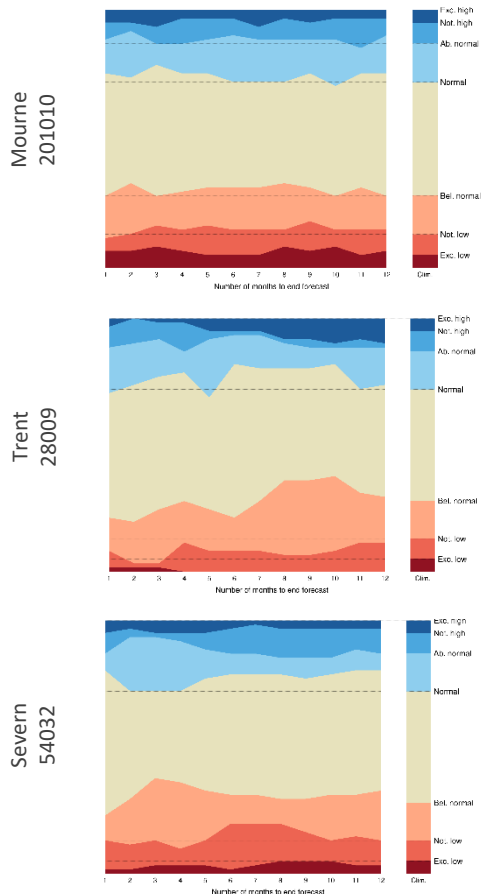 Mourne
201010
Exc. high
Not. high
Ab. normal
Normal
Bel. normal
Not. low
Exc. low
1 2 3 4 5 6 7 8 9 10 11 12 Clim.
Number of months to end forecast
Trent
28009
Exc. high
Not. high
Ab. normal
Normal
Bel. normal
Not. low
Exc. low
1 2 3 4 5 6 7 8 9 10 11 12 Clim.
Number of months to end forecast
Severn
54032
Exc. high
Not. high
Ab. normal
Normal
Bel. normal
Not. low
Exc. low
1 2 3 4 5 6 7 8 9 10 11 12 Clim.
Number of months to end forecast